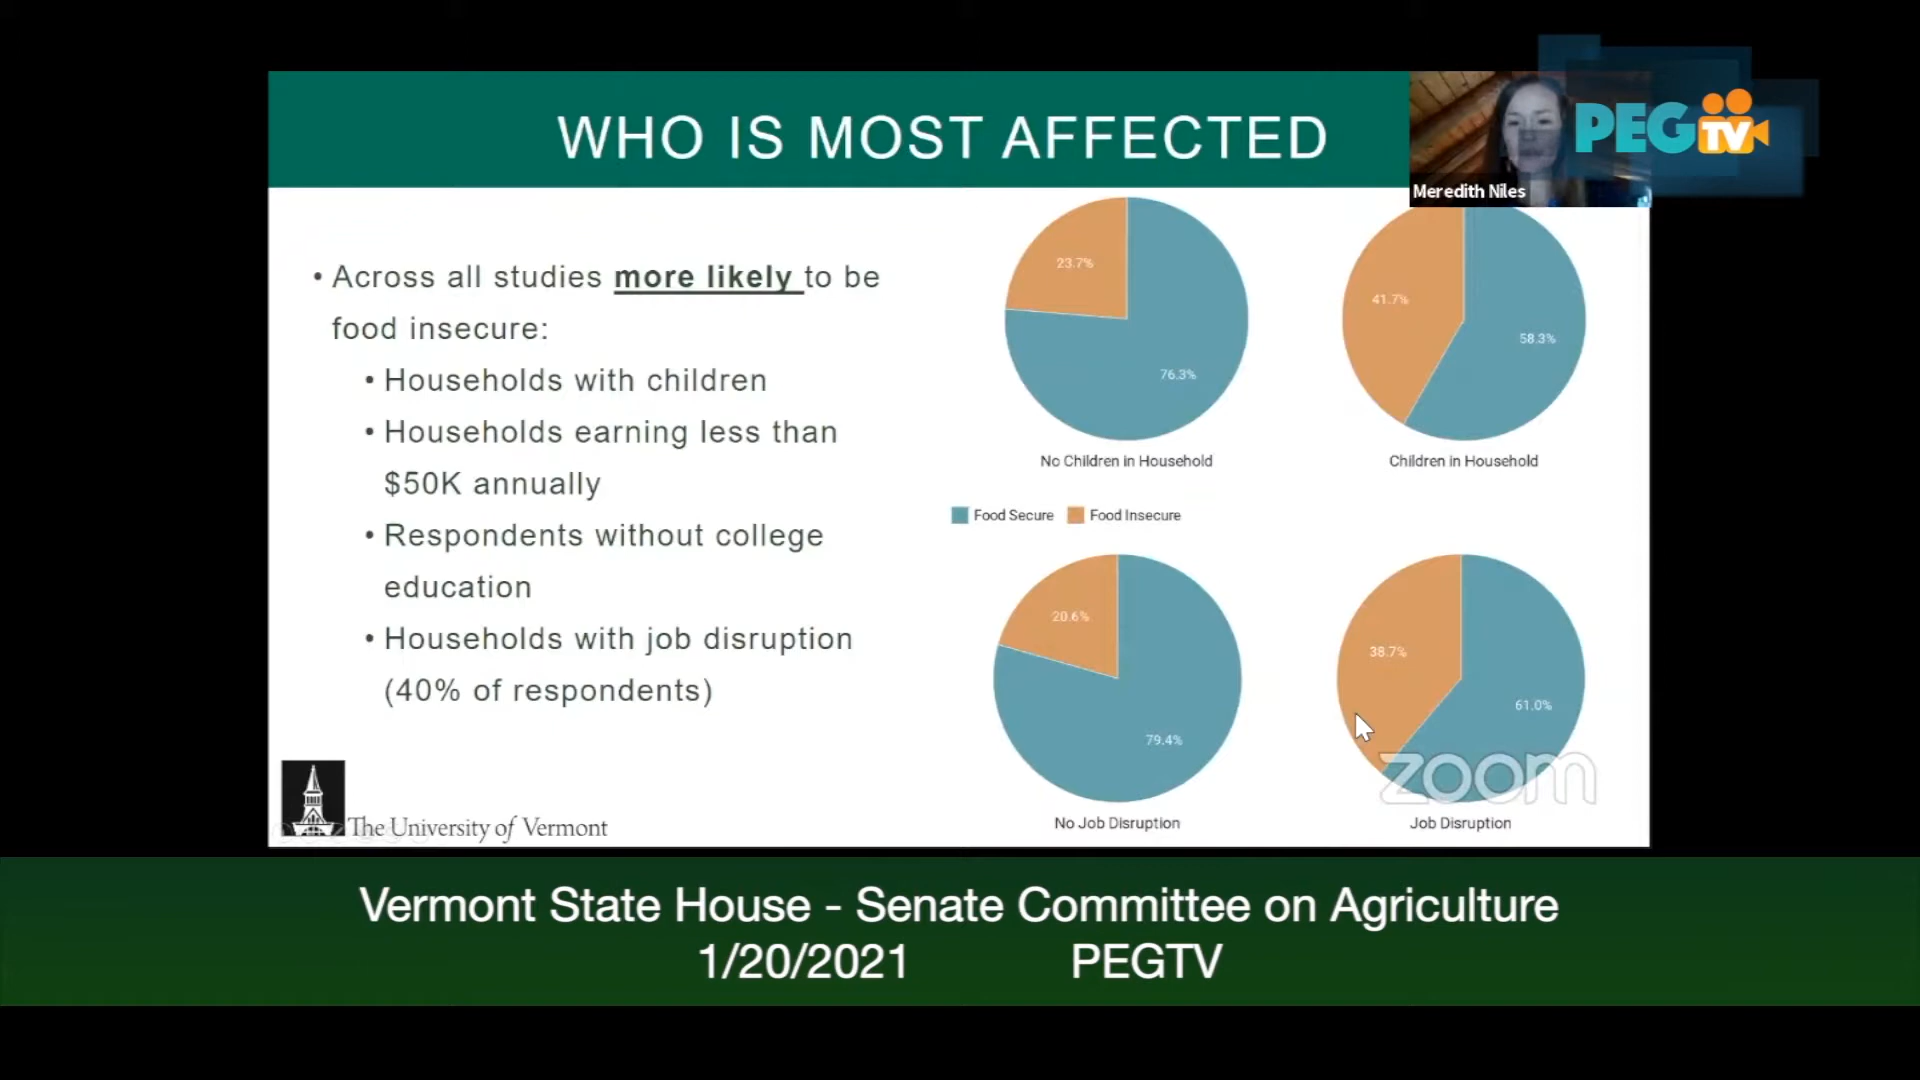 WHO IS MOST AFFECTED
PEG TV
Meredith Niles
• Across all studies more likely to be
food insecure:
• Households with children
• Households earning less than
$50K annually
• Respondents without college
education
• Households with job disruption
(40% of respondents)
23.7%
76.3%
No Children in Household
41.7%
58.3%
Children in Household
Food Secure
Food Insecure
20.6%
79.4%
No Job Disruption
38.7%
61.0%
Job Disruption
zoom
The University of Vermont
Vermont State House - Senate Committee on Agriculture
1/20/2021 PEGTV